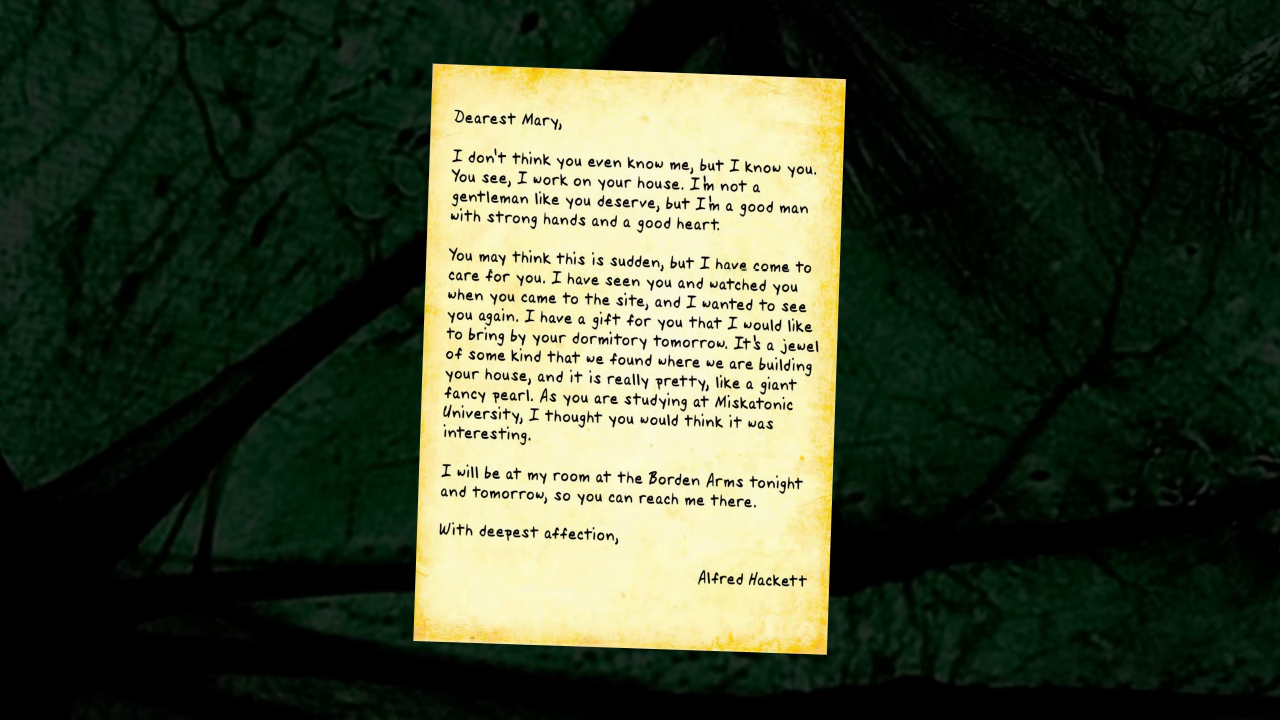 Dearest Mary,
I don't think you even know me, but I know you.
You see, I work on your house. I'm not a
gentleman like you deserve, but I'm a good man
with strong hands and a good heart.
You may think this is sudden, but I have come to
care for you. I have seen you and watched you
when you came to the site, and I wanted to see
you again. I have a gift for you that I would like
to bring by your dormitory tomorrow. It's a jewel
of some kind that we found where we are building
your house, and it is really pretty, like a giant
fancy pearl. As you are studying at Miskatonic
University, I thought you would think it was
interesting.
I will be at my room at the Borden Arms tonight
and tomorrow, so you can reach me there.
With deepest affection,
Alfred Hackett